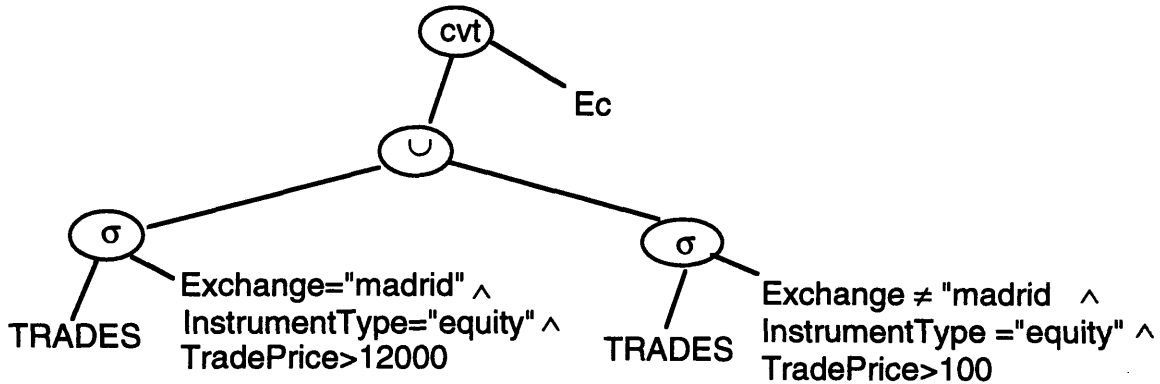 cvt
Ec
∪
σ
σ
Exchange="madrid" ∧
InstrumentType="equity" ∧
TradePrice>12000
TRADES
Exchange ≠ "madrid ∧
InstrumentType ="equity" ∧
TradePrice>100
TRADES